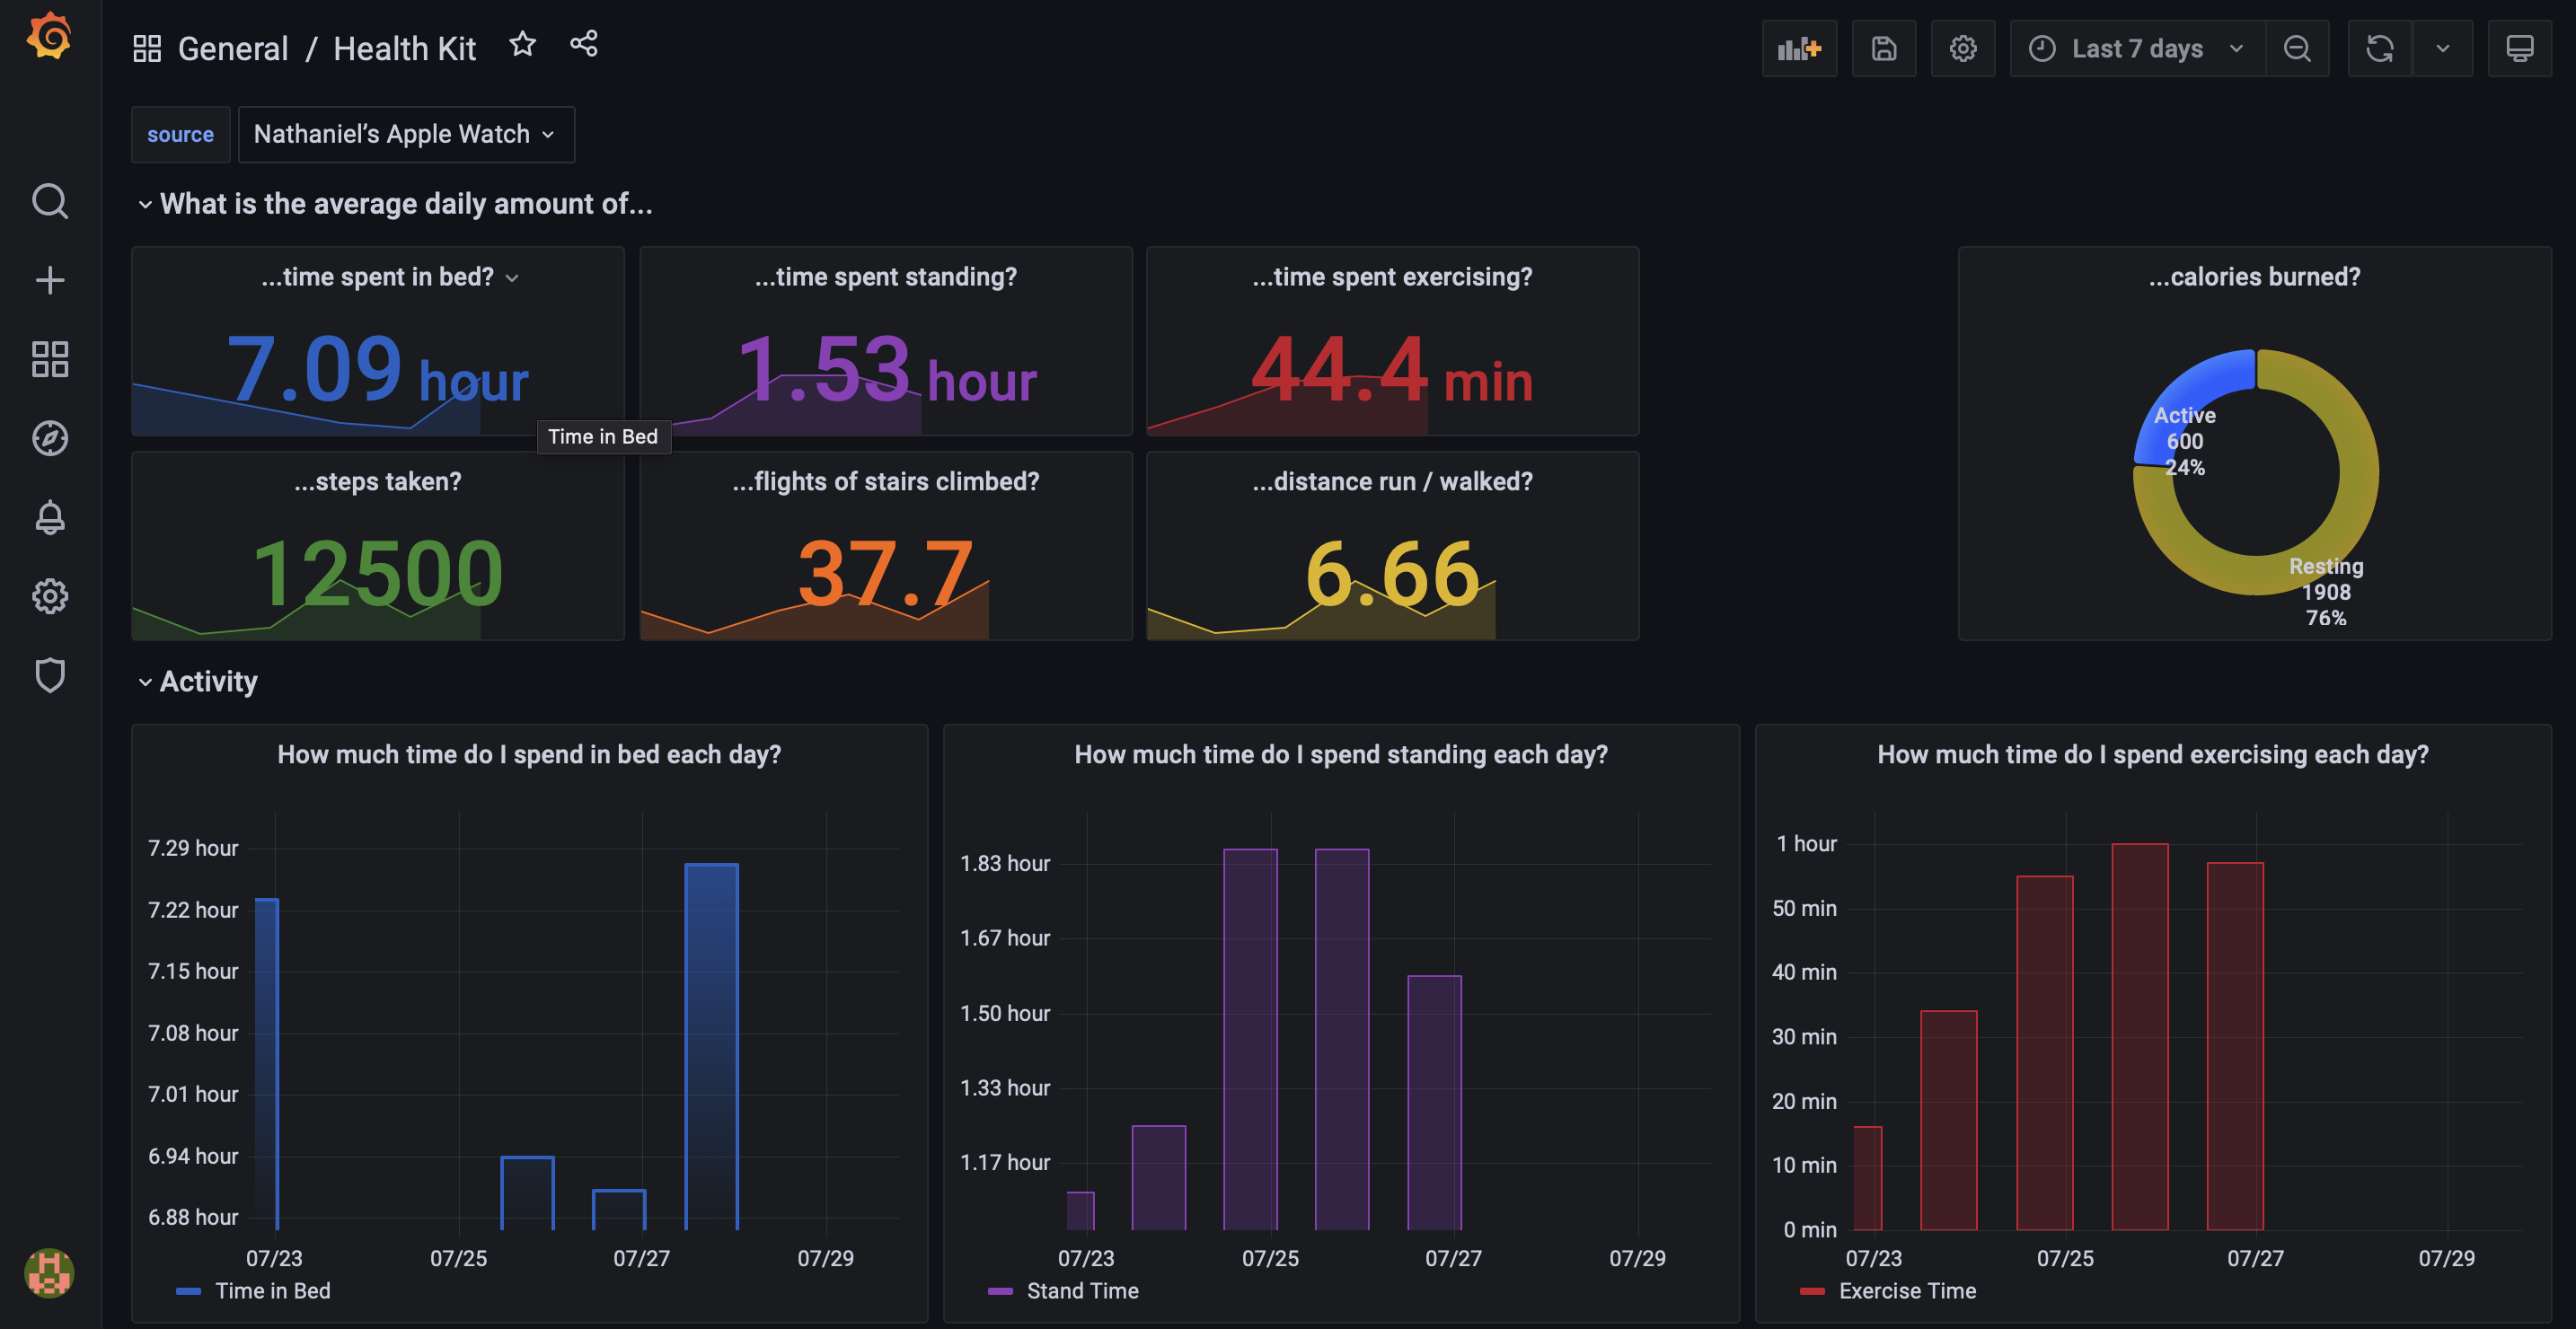 General / Health Kit
Last 7 days
source
Nathaniel’s Apple Watch
What is the average daily amount of...
...time spent in bed?
7.09 hour
...time spent standing?
1.53 hour
...time spent exercising?
44.4 min
...calories burned?
Active
600
24%
Resting
1908
76%
Time in Bed
...steps taken?
12500
...flights of stairs climbed?
37.7
...distance run / walked?
6.66
Activity
How much time do I spend in bed each day?
7.29 hour
7.22 hour
7.15 hour
7.08 hour
7.01 hour
6.94 hour
6.88 hour
07/23 07/25 07/27 07/29
Time in Bed
How much time do I spend standing each day?
1.83 hour
1.67 hour
1.50 hour
1.33 hour
1.17 hour
07/23 07/25 07/27 07/29
Stand Time
How much time do I spend exercising each day?
1 hour
50 min
40 min
30 min
20 min
10 min
0 min
07/23 07/25 07/27 07/29
Exercise Time